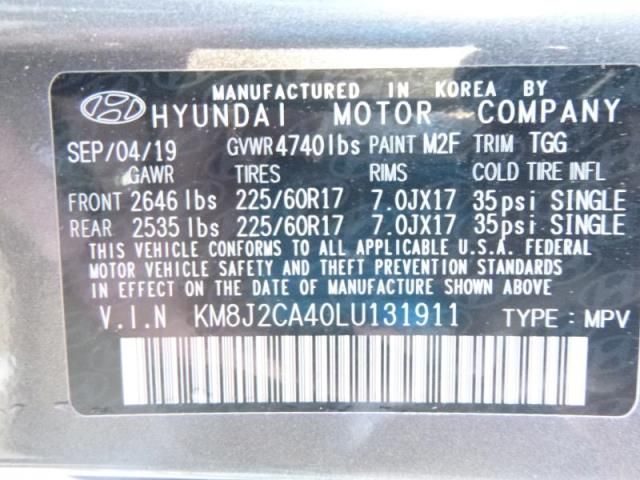 MANUFACTURED IN KOREA BY
HYUNDAI MOTOR COMPANY
SEP/04/19 GVWR 4740lbs PAINT M2F TRIM TGG
GAWR TIRES RIMS COLD TIRE INFL
FRONT 2646 lbs 225/60R17 7.0JX17 35psi SINGLE
REAR 2535 lbs 225/60R17 7.0JX17 35psi SINGLE
THIS VEHICLE CONFORMS TO ALL APPLICABLE U.S.A. FEDERAL
MOTOR VEHICLE SAFETY AND THEFT PREVENTION STANDARDS
IN EFFECT ON THE DATE OF MANUFACTURE SHOWN ABOVE.
V.I.N KM8J2CA40LU131911 TYPE : MPV